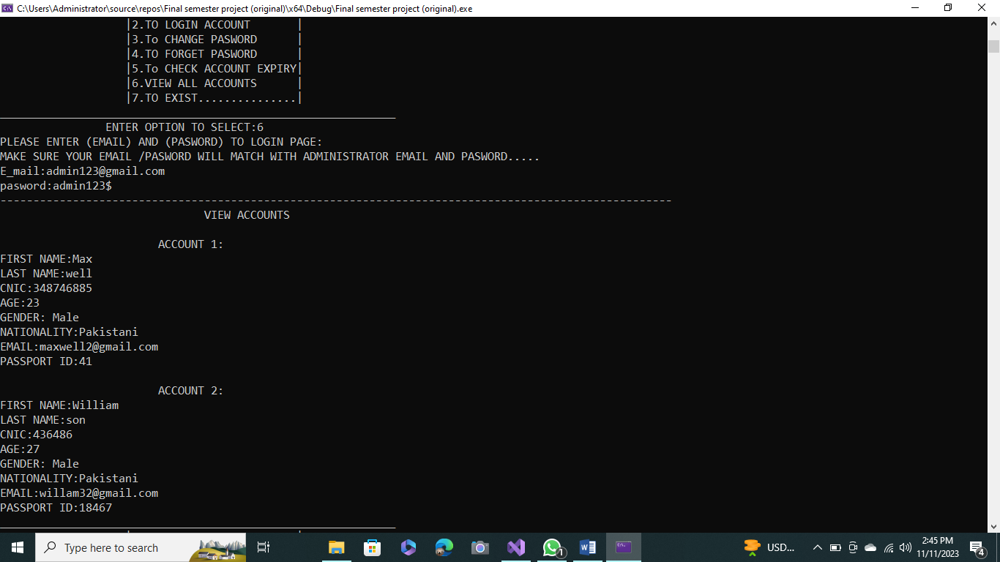 C:\Users\Administrator\source\repos\Final semester project (original)\x64\Debug\Final semester project (original).exe
|2.TO LOGIN ACCOUNT       |
|3.To CHANGE PASWORD      |
|4.TO FORGET PASWORD      |
|5.To CHECK ACCOUNT EXPIRY|
|6.VIEW ALL ACCOUNTS      |
|7.TO EXIST...............|
____________________________________________________________
ENTER OPTION TO SELECT:6
PLEASE ENTER (EMAIL) AND (PASWORD) TO LOGIN PAGE:
MAKE SURE YOUR EMAIL /PASWORD WILL MATCH WITH ADMINISTRATOR EMAIL AND PASWORD.....
E_mail:admin123@gmail.com
pasword:admin123$
------------------------------------------------------------------------------------------------------
VIEW ACCOUNTS
ACCOUNT 1:
FIRST NAME:Max
LAST NAME:well
CNIC:348746885
AGE:23
GENDER: Male
NATIONALITY:Pakistani
EMAIL:maxwell2@gmail.com
PASSPORT ID:41
ACCOUNT 2:
FIRST NAME:William
LAST NAME:son
CNIC:436486
AGE:27
GENDER: Male
NATIONALITY:Pakistani
EMAIL:willam32@gmail.com
PASSPORT ID:18467
____________________________________________________________
Type here to search
1
USD...
2:45 PM
11/11/2023
4